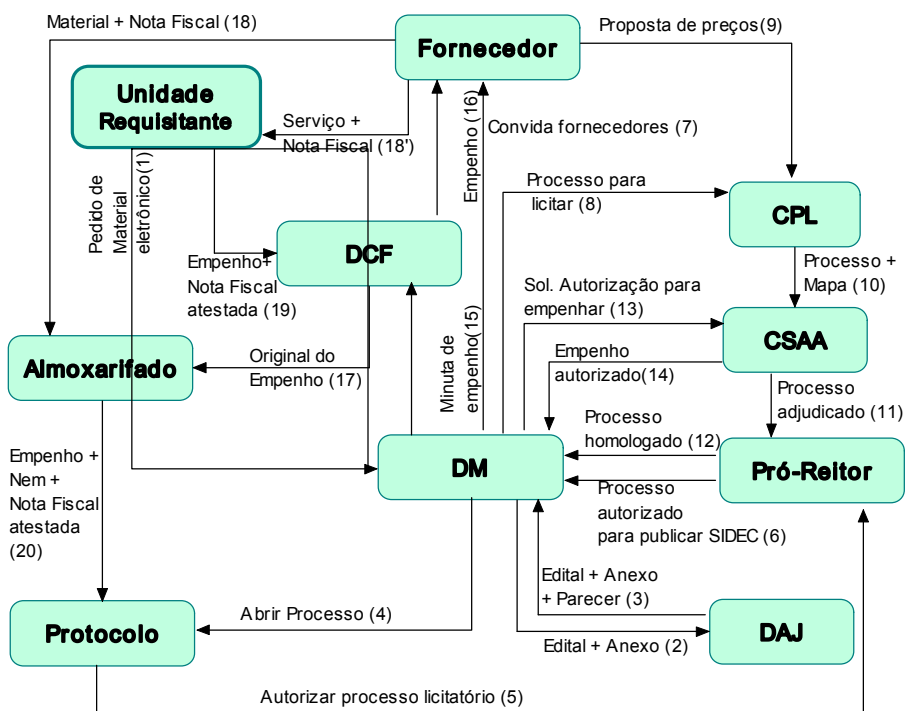 Material + Nota Fiscal (18)
Proposta de preços(9)
Fornecedor
Unidade
Requisitante
Serviço +
Nota Fiscal (18')
Empenho (16)
Convida fornecedores (7)
Pedido de
Material
eletrônico(1)
Processo para
licitar (8)
CPL
DCF
Empenho+
Nota Fiscal
atestada (19)
Processo +
Mapa (10)
Sol. Autorização para
empenhar (13)
CSAA
Almoxarifado
Original do
Empenho (17)
Minuta de
empenho(15)
Empenho
autorizado(14)
Processo
adjudicado (11)
Processo
homologado (12)
DM
Pró-Reitor
Empenho +
Nem +
Nota Fiscal
atestada
(20)
Processo
autorizado
para publicar SIDEC (6)
Edital + Anexo
+ Parecer (3)
Protocolo
Abrir Processo (4)
DAJ
Edital + Anexo (2)
Autorizar processo licitatório (5)